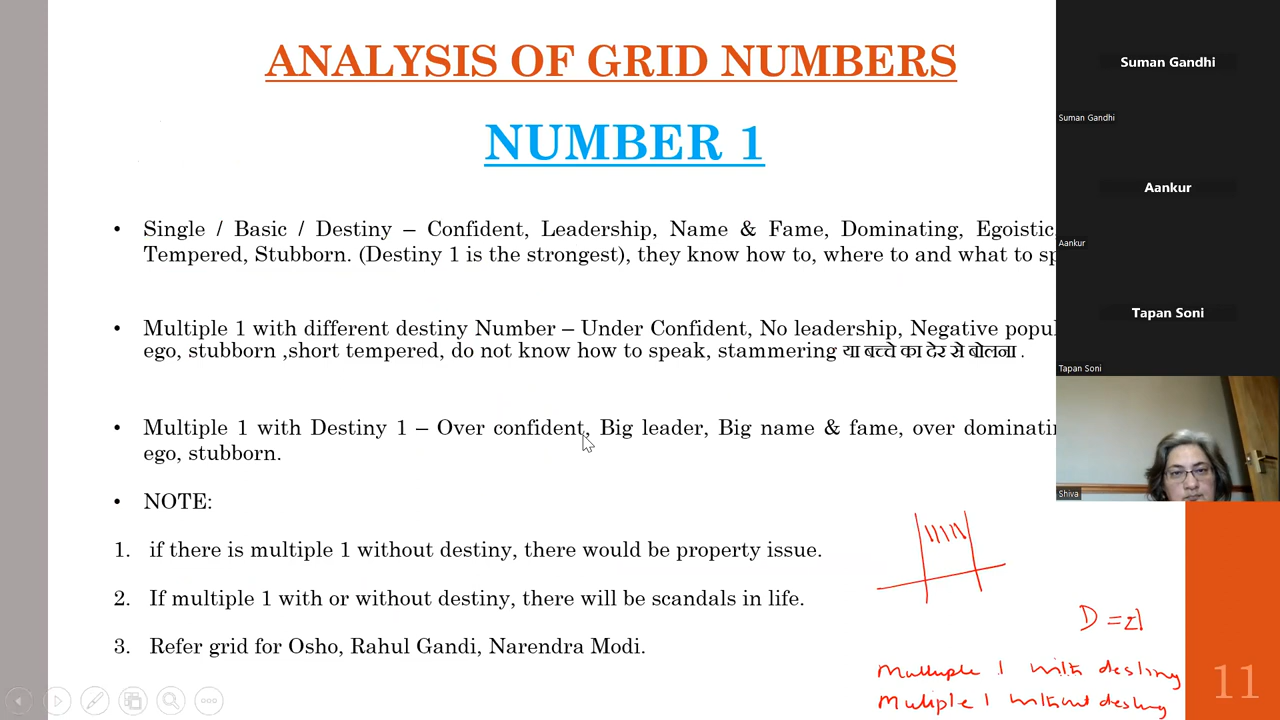 ANALYSIS OF GRID NUMBERS
NUMBER 1
• Single / Basic / Destiny – Confident, Leadership, Name & Fame, Dominating, Egoistic,
Tempered, Stubborn. (Destiny 1 is the strongest), they know how to, where to and what to sp
• Multiple 1 with different destiny Number – Under Confident, No leadership, Negative popul
ego, stubborn ,short tempered, do not know how to speak, stammering या बच्चे का देर से बोलना .
• Multiple 1 with Destiny 1 – Over confident, Big leader, Big name & fame, over dominatin
ego, stubborn.
• NOTE:
1. if there is multiple 1 without destiny, there would be property issue.
2. If multiple 1 with or without destiny, there will be scandals in life.
3. Refer grid for Osho, Rahul Gandi, Narendra Modi.
Multiple 1 with destiny
Multiple 1 without destiny
11
Suman Gandhi
Suman Gandhi
Aankur
Aankur
Tapan Soni
Tapan Soni
Shiva